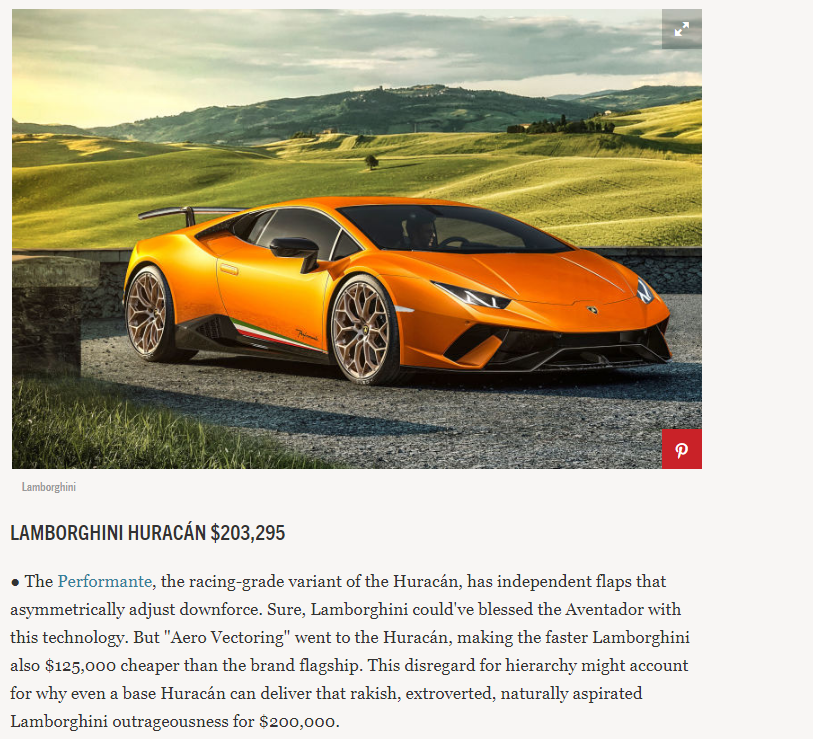 Lamborghini
LAMBORGHINI HURACÁN $203,295
● The Performante, the racing-grade variant of the Huracán, has independent flaps that
asymmetrically adjust downforce. Sure, Lamborghini could've blessed the Aventador with
this technology. But "Aero Vectoring" went to the Huracán, making the faster Lamborghini
also $125,000 cheaper than the brand flagship. This disregard for hierarchy might account
for why even a base Huracán can deliver that rakish, extroverted, naturally aspirated
Lamborghini outrageousness for $200,000.